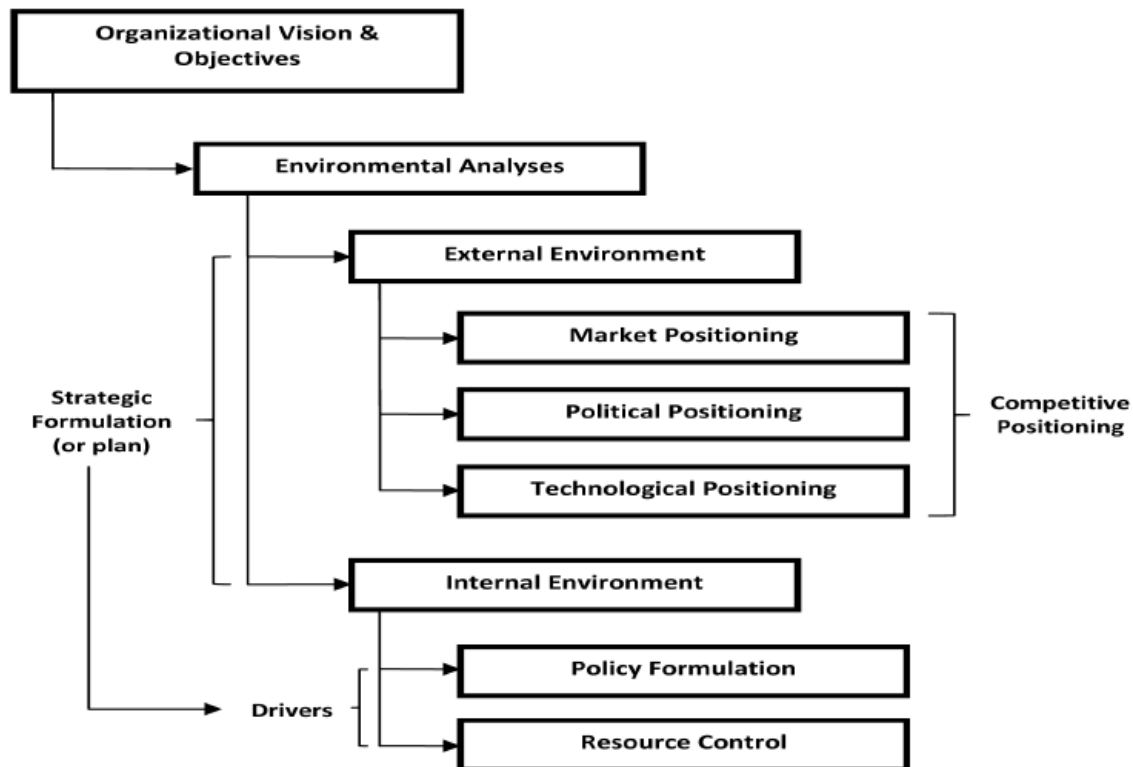 Organizational Vision &
Objectives
Environmental Analyses
External Environment
Market Positioning
Political Positioning
Technological Positioning
Competitive
Positioning
Strategic
Formulation
(or plan)
Internal Environment
Policy Formulation
Drivers
Resource Control